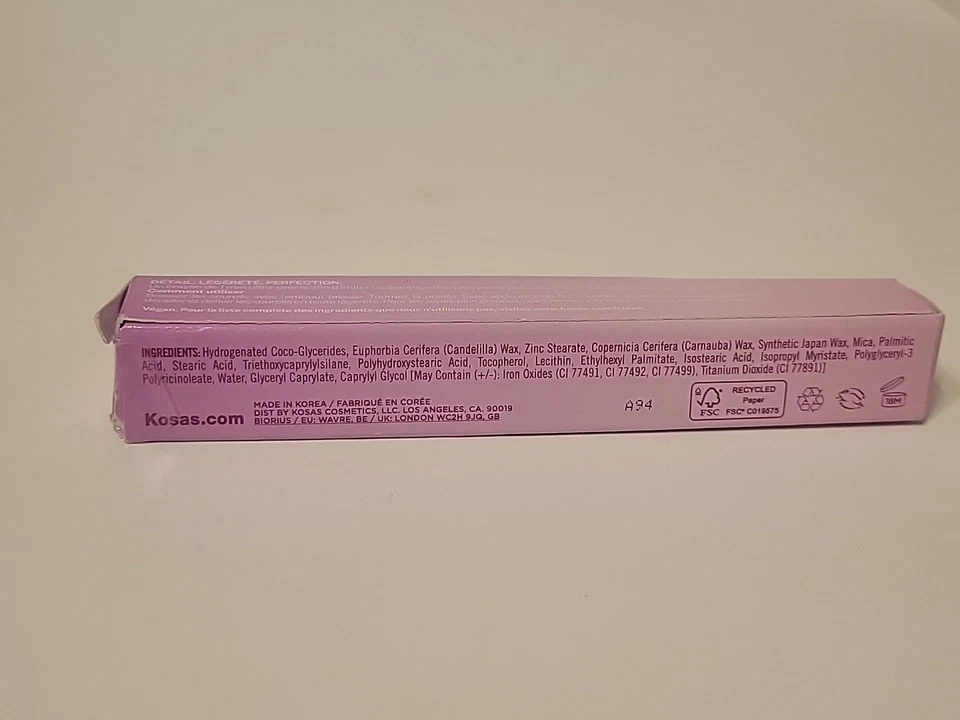 DÉTAIL. LÉGÈRETÉ. PERFECTION.
Comment utiliser
Vegan. Pour la liste complète des ingrédients que nous n'utilisons pas, visitez
INGREDIENTS: Hydrogenated Coco-Glycerides, Euphorbia Cerifera (Candelilla) Wax, Zinc Stearate, Copernicia Cerifera (Carnauba) Wax, Synthetic Japan Wax, Mica, Palmitic
Acid, Stearic Acid, Triethoxycaprylylsilane, Polyhydroxystearic Acid, Tocopherol, Lecithin, Ethylhexyl Palmitate, Isostearic Acid, Isopropyl Myristate, Polyglyceryl-3
Polyricinoleate, Water, Glyceryl Caprylate, Caprylyl Glycol [May Contain (+/-): Iron Oxides (CI 77491, CI 77492, CI 77499), Titanium Dioxide (CI 77891)]
Kosas.com
MADE IN KOREA / FABRIQUÉ EN CORÉE
DIST BY KOSAS COSMETICS, LLC. LOS ANGELES, CA. 90019
BIORIUS / EU: WAVRE, BE / UK: LONDON WC2H 9JQ, GB
A94
FSC
RECYCLED
Paper
FSC® C019575
18M